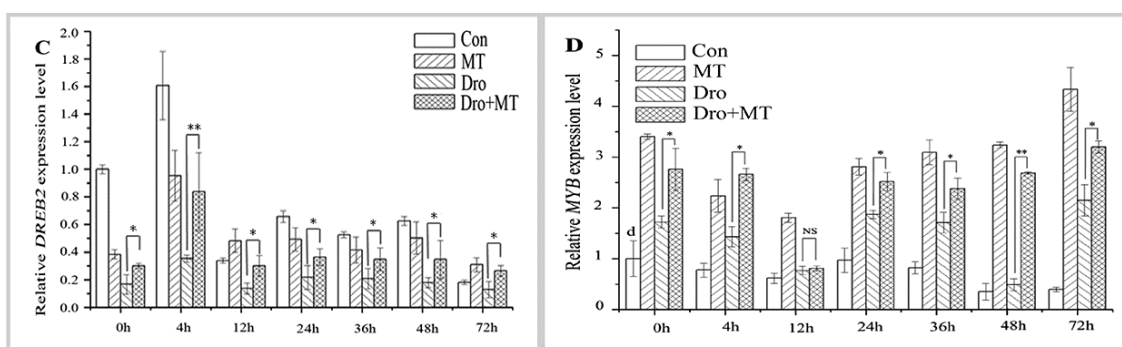 C
Relative DREB2 expression level
2.0
1.8
1.6
1.4
1.2
1.0
0.8
0.6
0.4
0.2
0.0
Con
MT
Dro
Dro+MT
*
**
*
*
*
*
*
0h 4h 12h 24h 36h 48h 72h
D
Relative MYB expression level
5
4
3
2
1
0
Con
MT
Dro
Dro+MT
d
*
*
NS
*
*
**
*
0h 4h 12h 24h 36h 48h 72h